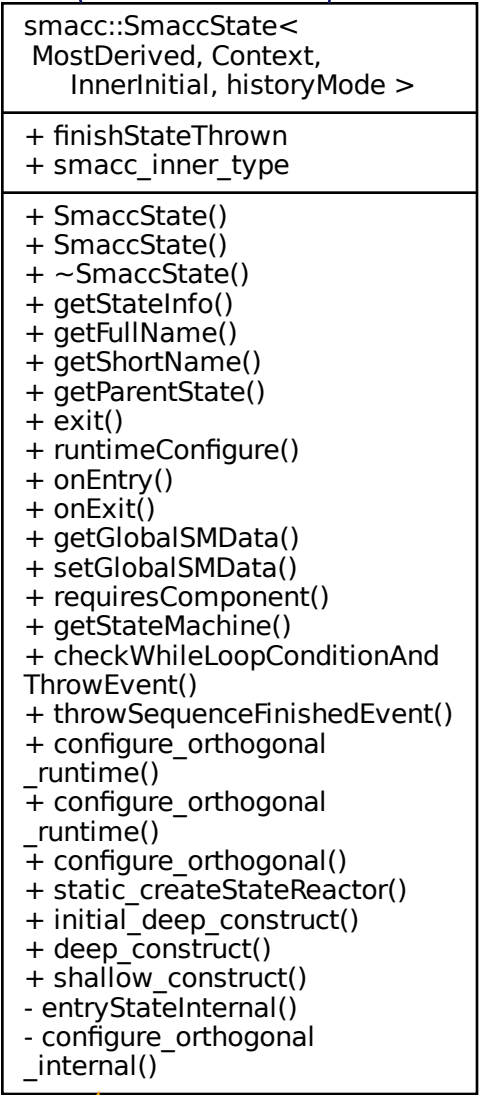 smacc::SmaccState<
MostDerived, Context,
InnerInitial, historyMode >
+ finishStateThrown
+ smacc_inner_type
+ SmaccState()
+ SmaccState()
+ ~SmaccState()
+ getStateInfo()
+ getFullName()
+ getShortName()
+ getParentState()
+ exit()
+ runtimeConfigure()
+ onEntry()
+ onExit()
+ getGlobalSMData()
+ setGlobalSMData()
+ requiresComponent()
+ getStateMachine()
+ checkWhileLoopConditionAnd
ThrowEvent()
+ throwSequenceFinishedEvent()
+ configure_orthogonal
_runtime()
+ configure_orthogonal
_runtime()
+ configure_orthogonal()
+ static_createStateReactor()
+ initial_deep_construct()
+ deep_construct()
+ shallow_construct()
- entryStateInternal()
- configure_orthogonal
_internal()